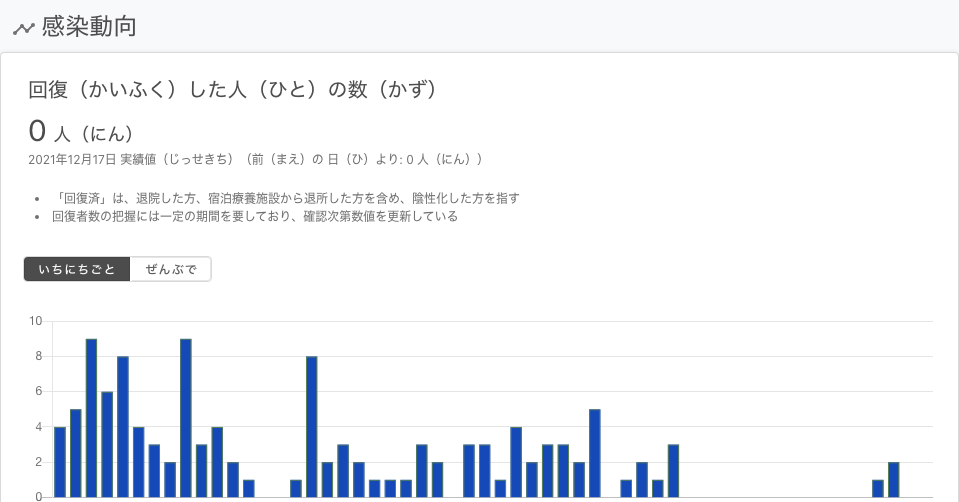 感染動向
回復（かいふく）した人（ひと）の数（かず）
0 人（にん）
2021年12月17日 実績値（じっせきち）（前（まえ）の 日（ひ）より: 0 人（にん））
「回復済」は、退院した方、宿泊療養施設から退所した方を含め、陰性化した方を指す
回復者数の把握には一定の期間を要しており、確認次第数値を更新している
いちにちごと ぜんぶで
10
8
6
4
2
0